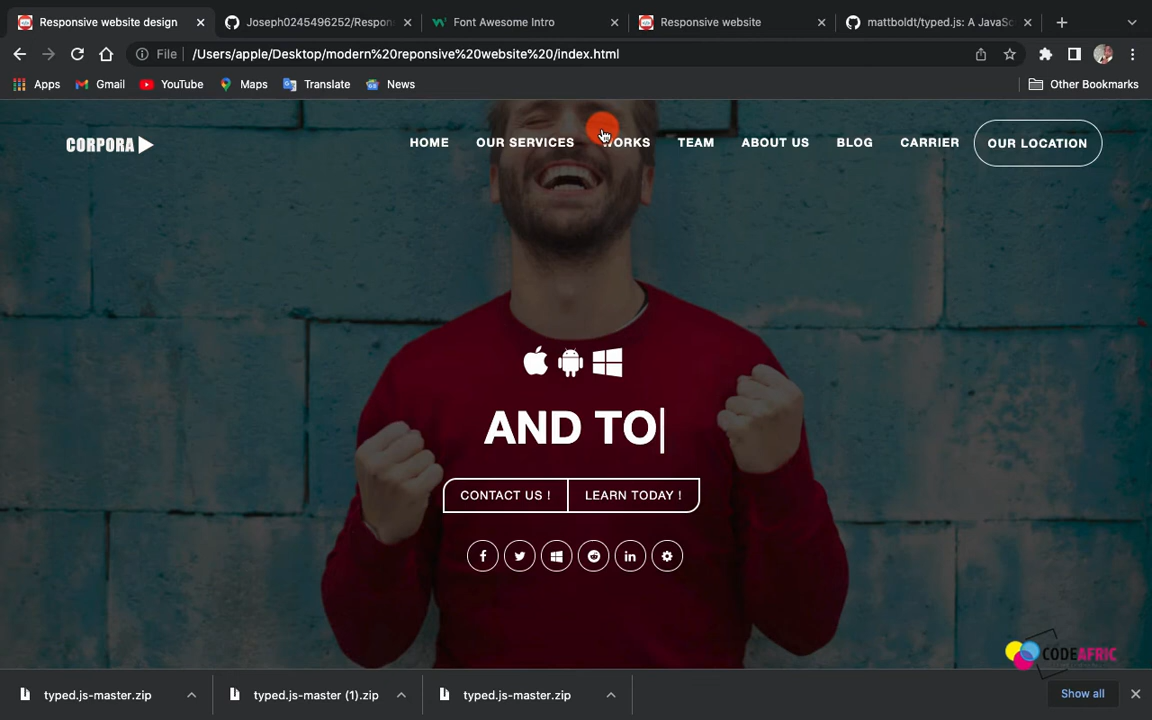 Responsive website design
Joseph0245496252/Respon
Font Awesome Intro
Responsive website
mattboldt/typed.js: A JavaSc
File
/Users/apple/Desktop/modern%20reponsive%20website%20/index.html
Apps
Gmail
YouTube
Maps
Translate
News
Other Bookmarks
CORPORA
HOME
OUR SERVICES
WORKS
TEAM
ABOUT US
BLOG
CARRIER
OUR LOCATION
AND TO|
CONTACT US !
LEARN TODAY !
CODEAFRIC
typed.js-master.zip
typed.js-master (1).zip
typed.js-master.zip
Show all